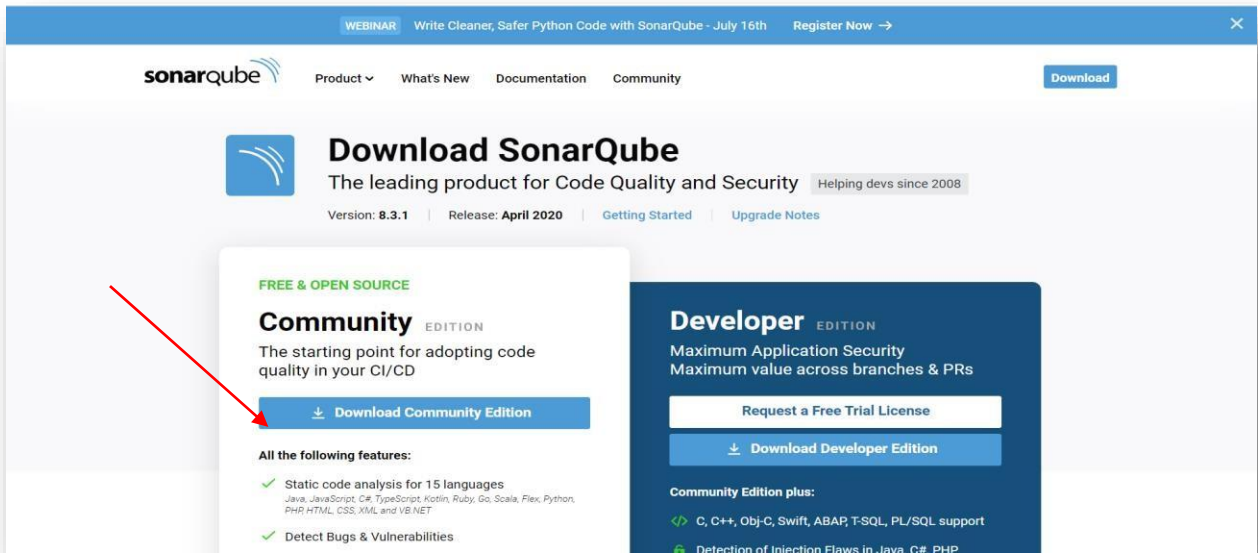 WEBINAR Write Cleaner, Safer Python Code with SonarQube - July 16th Register Now →
sonarqube Product What's New Documentation Community Download
Download SonarQube
The leading product for Code Quality and Security Helping devs since 2008
Version: 8.3.1 | Release: April 2020 | Getting Started | Upgrade Notes
FREE & OPEN SOURCE
Community EDITION
The starting point for adopting code
quality in your CI/CD
Download Community Edition
All the following features:
Static code analysis for 15 languages
Java, JavaScript, C#, TypeScript, Kotlin, Ruby, Go, Scala, Flex, Python,
PHP, HTML, CSS, XML and VB.NET
Detect Bugs & Vulnerabilities
Developer EDITION
Maximum Application Security
Maximum value across branches & PRs
Request a Free Trial License
Download Developer Edition
Community Edition plus:
C, C++, Obj-C, Swift, ABAP, T-SQL, PL/SQL support
Detection of Injection Flaws in Java, C#, PHP